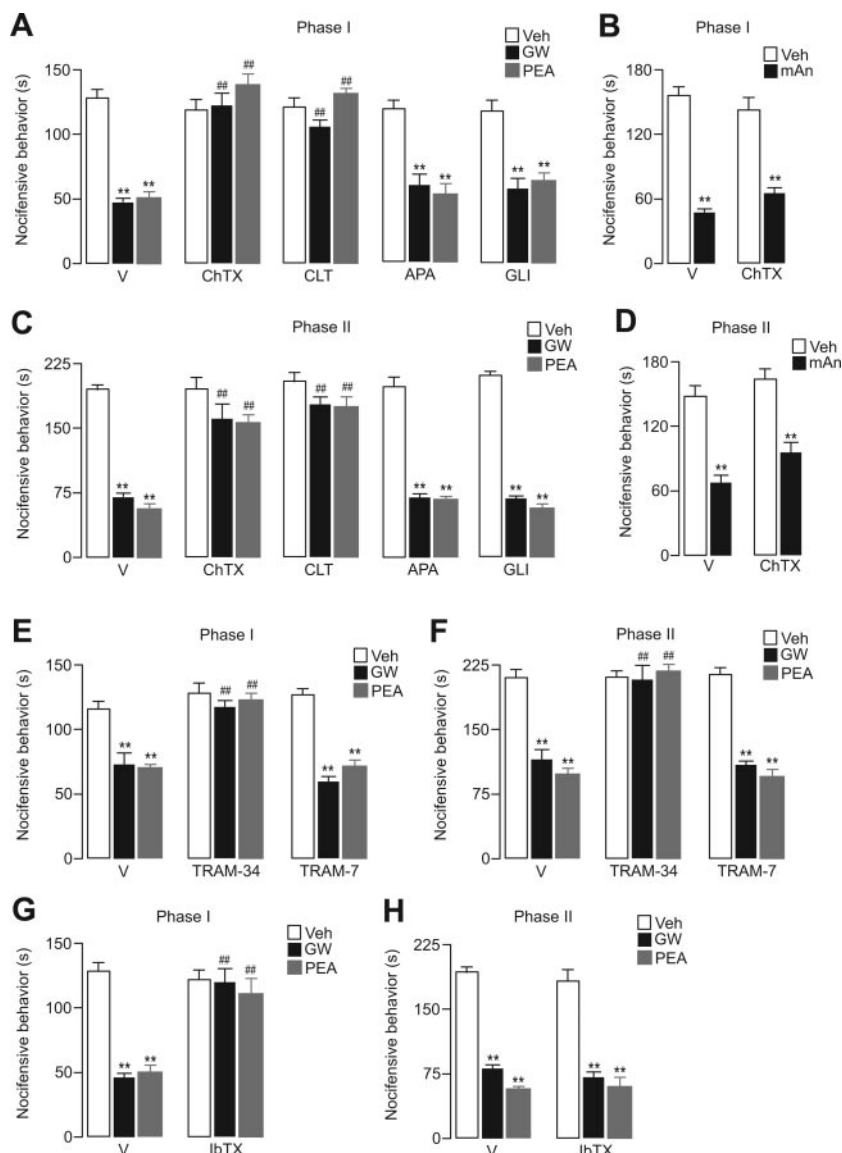 A
Phase I
Veh
GW
PEA
Nocifensive behavior (s)
150
100
50
0
## ## ## ##
** ** ** ** ** **
V ChTX CLT APA GLI
B
Phase I
Veh
mAn
Nocifensive behavior (s)
180
120
60
0
** **
V ChTX
C
Phase II
Veh
GW
PEA
Nocifensive behavior (s)
225
150
75
0
## ## ## ##
** ** ** ** ** **
V ChTX CLT APA GLI
D
Phase II
Veh
mAn
Nocifensive behavior (s)
180
120
60
0
** **
V ChTX
E
Phase I
Veh
GW
PEA
Nocifensive behavior (s)
150
100
50
0
## ##
** ** ** **
V TRAM-34 TRAM-7
F
Phase II
Veh
GW
PEA
Nocifensive behavior (s)
225
150
75
0
## ##
** ** ** **
V TRAM-34 TRAM-7
G
Phase I
Veh
GW
PEA
Nocifensive behavior (s)
150
100
50
0
## ##
** **
V IbTX
H
Phase II
Veh
GW
PEA
Nocifensive behavior (s)
225
150
75
0
** ** ** **
V IbTX